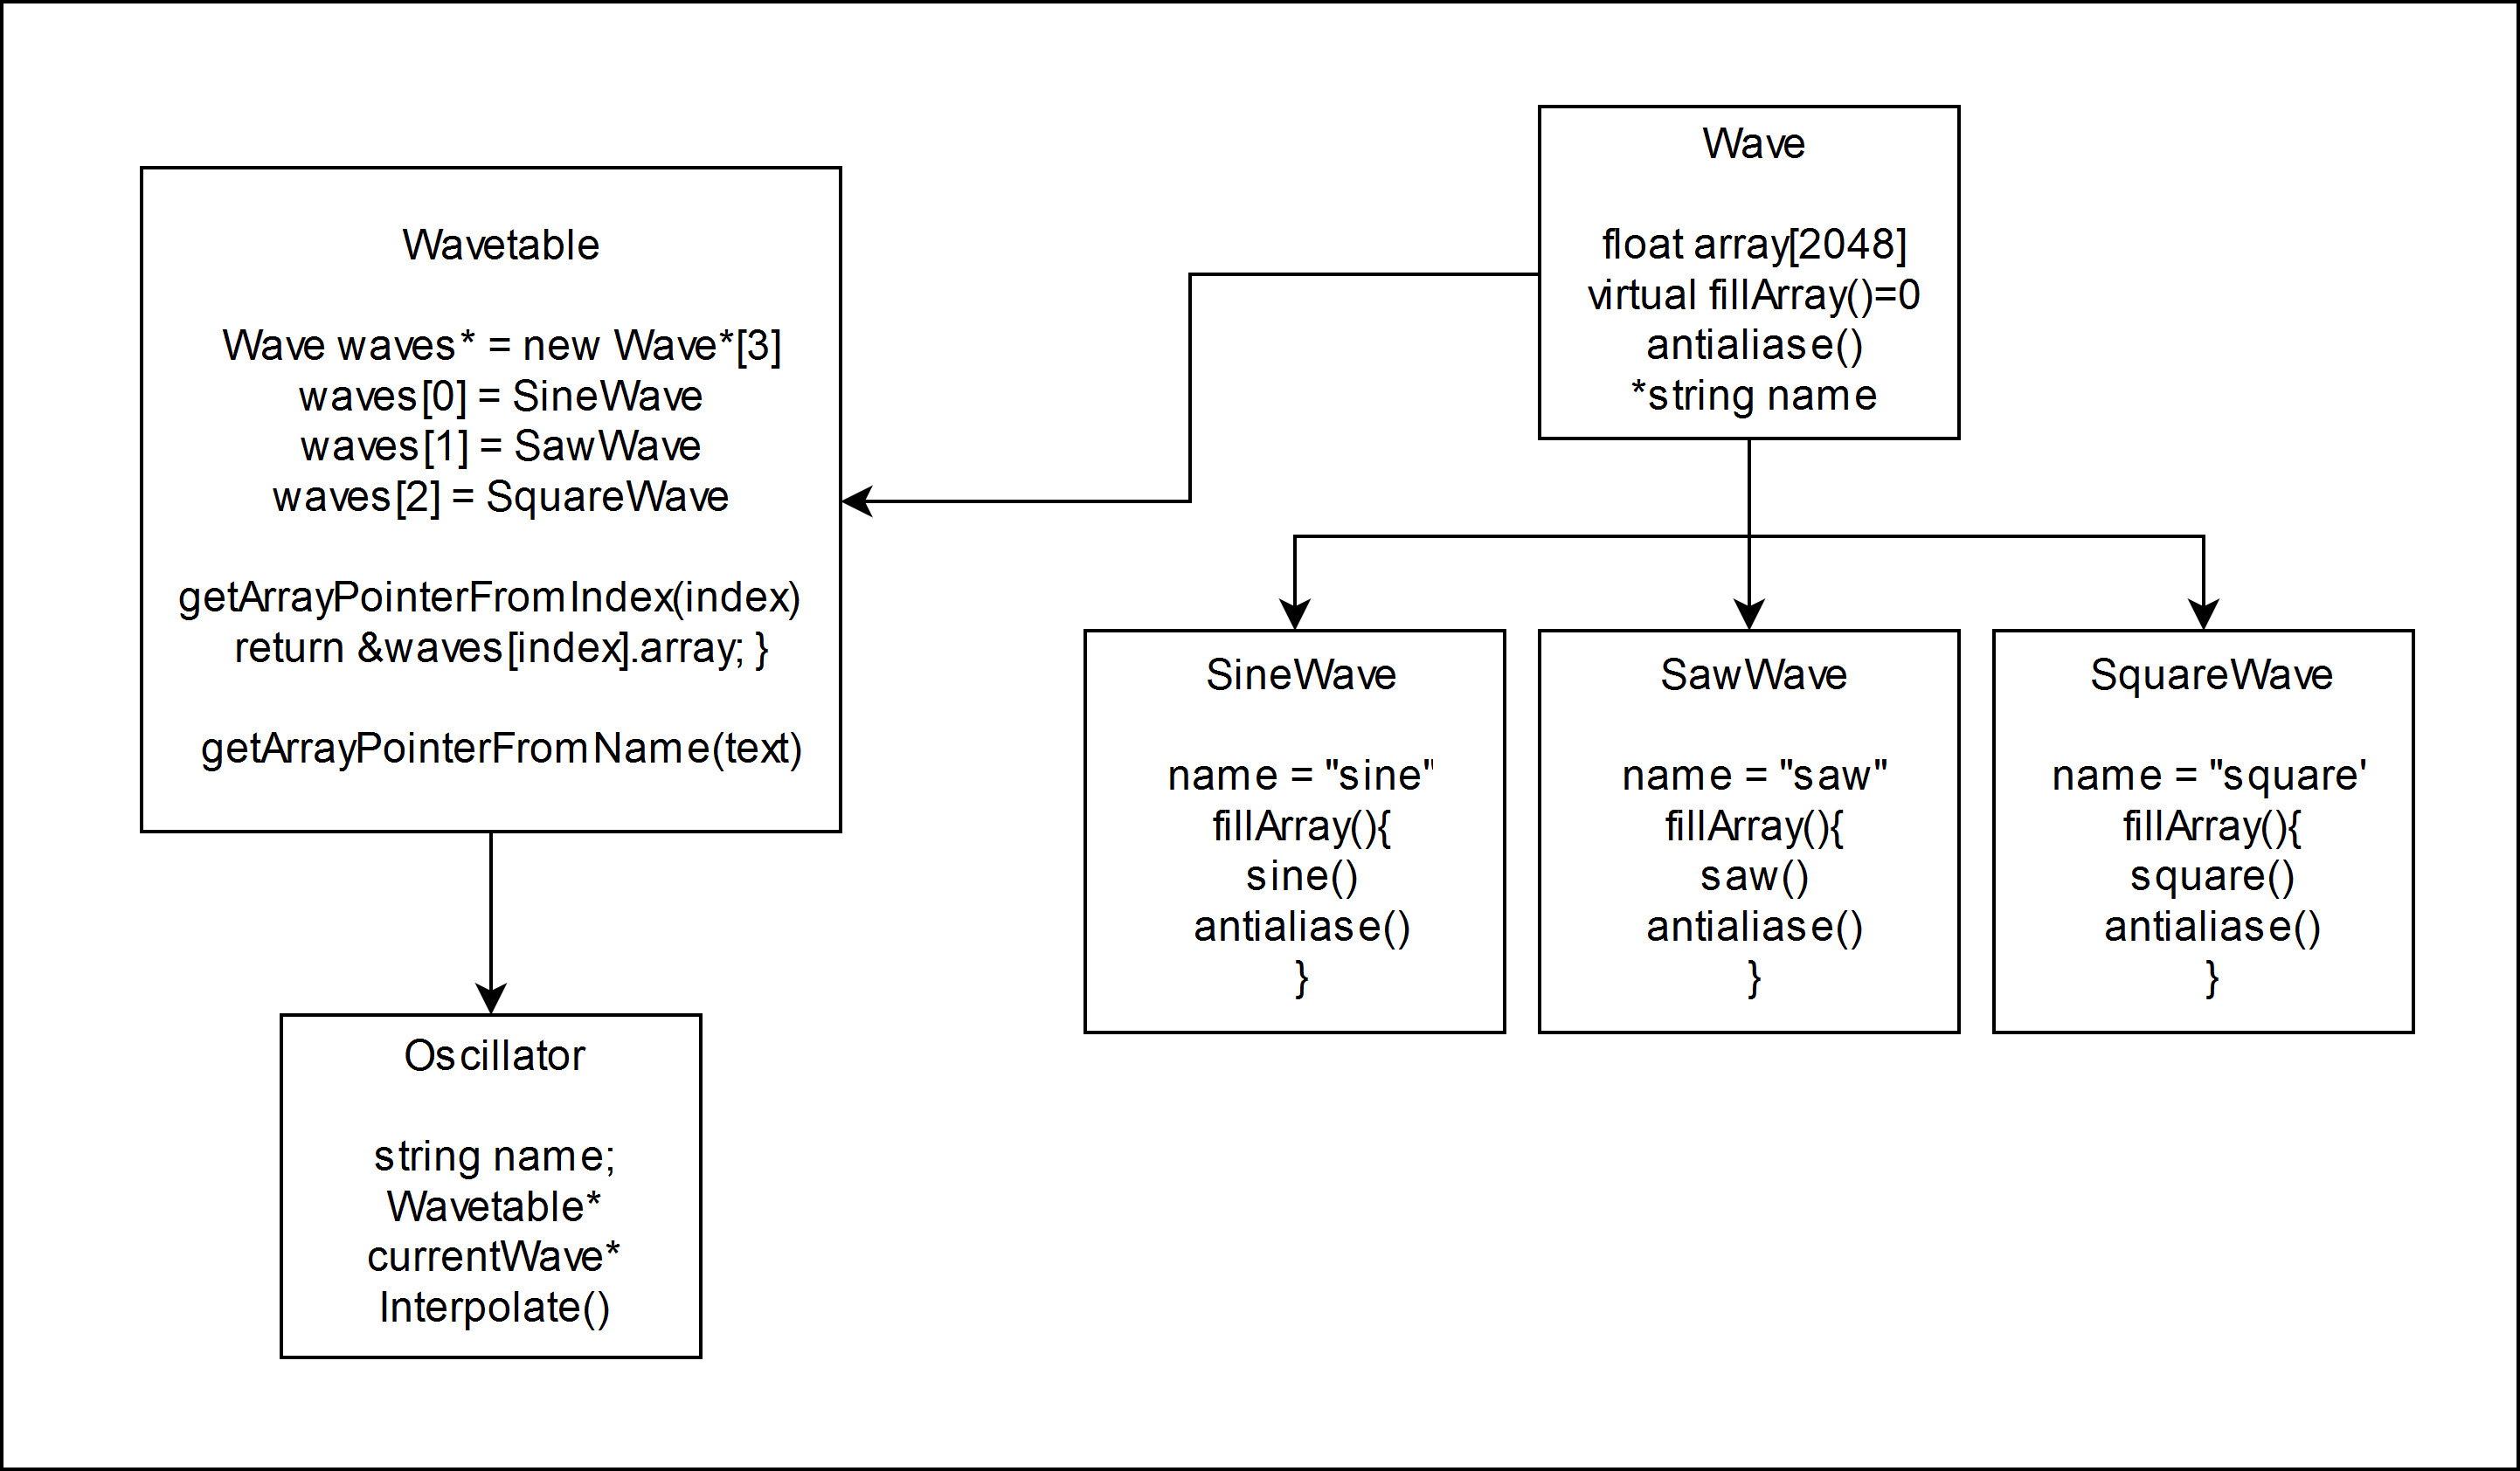 Wavetable
Wave waves* = new Wave*[3]
waves[0] = SineWave
waves[1] = SawWave
waves[2] = SquareWave
getArrayPointerFromIndex(index)
return &waves[index].array; }
getArrayPointerFromName(text)
Wave
float array[2048]
virtual fillArray()=0
antialiase()
*string name
SineWave
name = "sine"
fillArray(){
sine()
antialiase()
}
SawWave
name = "saw"
fillArray(){
saw()
antialiase()
}
SquareWave
name = "square'
fillArray(){
square()
antialiase()
}
Oscillator
string name;
Wavetable*
currentWave*
Interpolate()